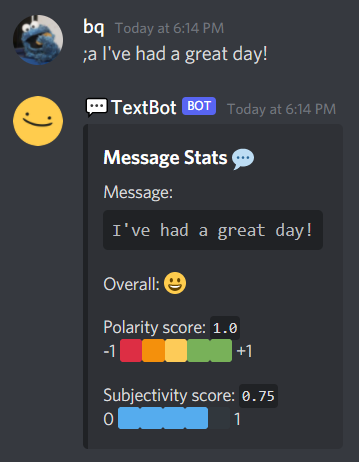 bq Today at 6:14 PM
;a I've had a great day!
TextBot BOT Today at 6:14 PM
Message Stats
Message:
I've had a great day!
Overall:
Polarity score: 1.0
-1 +1
Subjectivity score: 0.75
0 1